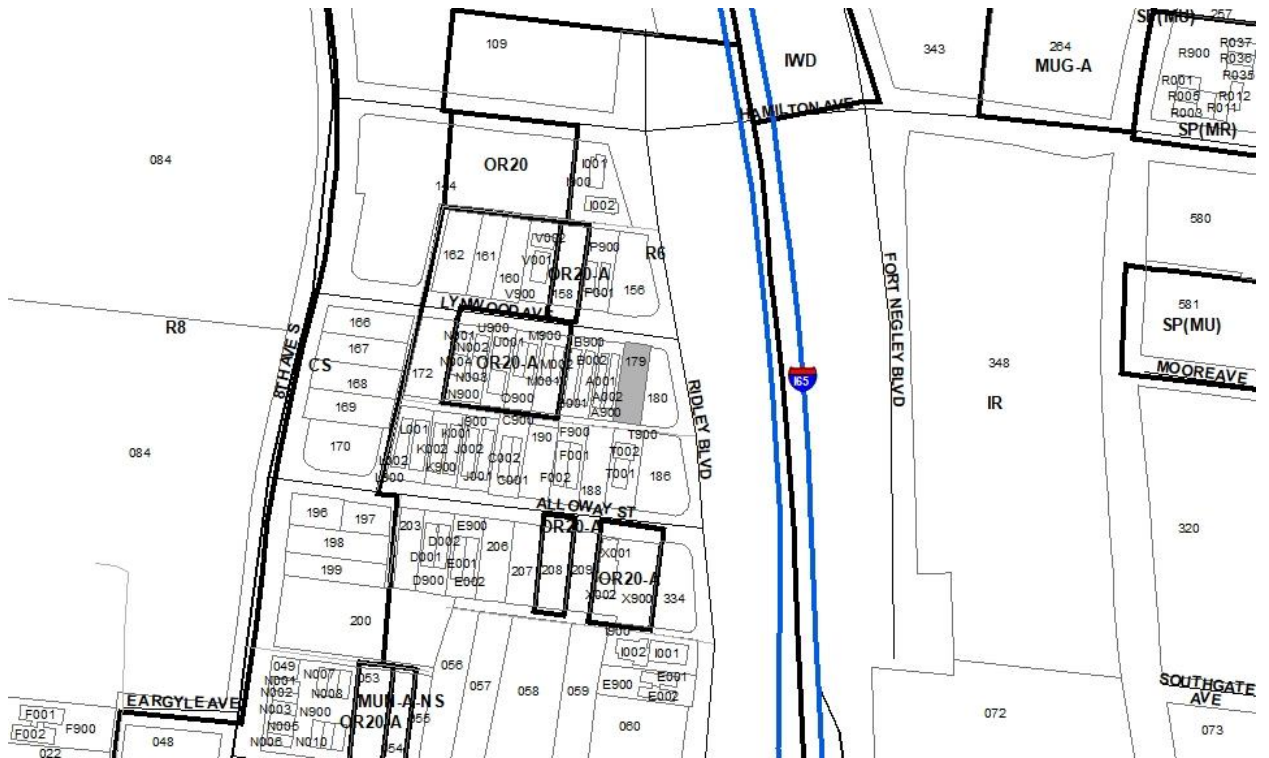 109
IWD
343
264
MUG-A
SP(MU)
257
R037
R900
R036
R035
R001
R005
R012
R003
R011
SP(MR)
HAMILTON AVE
084
OR20
144
I001
I900
I002
580
R6
162
161
160
V002
V001
V900
OR20-A
158
P900
P001
156
LYNWOOD AVE
FORT NEGLEY BLVD
581
SP(MU)
MOORE AVE
R8
8TH AVE S
CS
166
167
168
169
170
172
N001
N002
N004
N003
N900
U900
U001
OR20-A
M900
M002
M001
O900
B900
B002
B001
A001
A002
A900
179
180
RIDLEY BLVD
I65
348
IR
084
L001
L002
L900
K001
K002
K900
J900
J002
J001
C900
C002
C001
190
F900
F001
F002
188
T900
T002
T001
186
ALLOWAY ST
196
197
198
199
200
203
D002
D001
D900
E900
E001
E002
206
207
OR20-A
208
209
X001
OR20-A
X002
X900
334
320
I900
I002
I001
049
N001
N002
N003
N005
N006
N007
N008
N900
N010
053
MUN-A-NS
OR20-A
055
054
056
057
058
059
E900
E001
E002
060
072
SOUTHGATE
AVE
073
EARGYLE AVE
F001
F002
F900
022
048